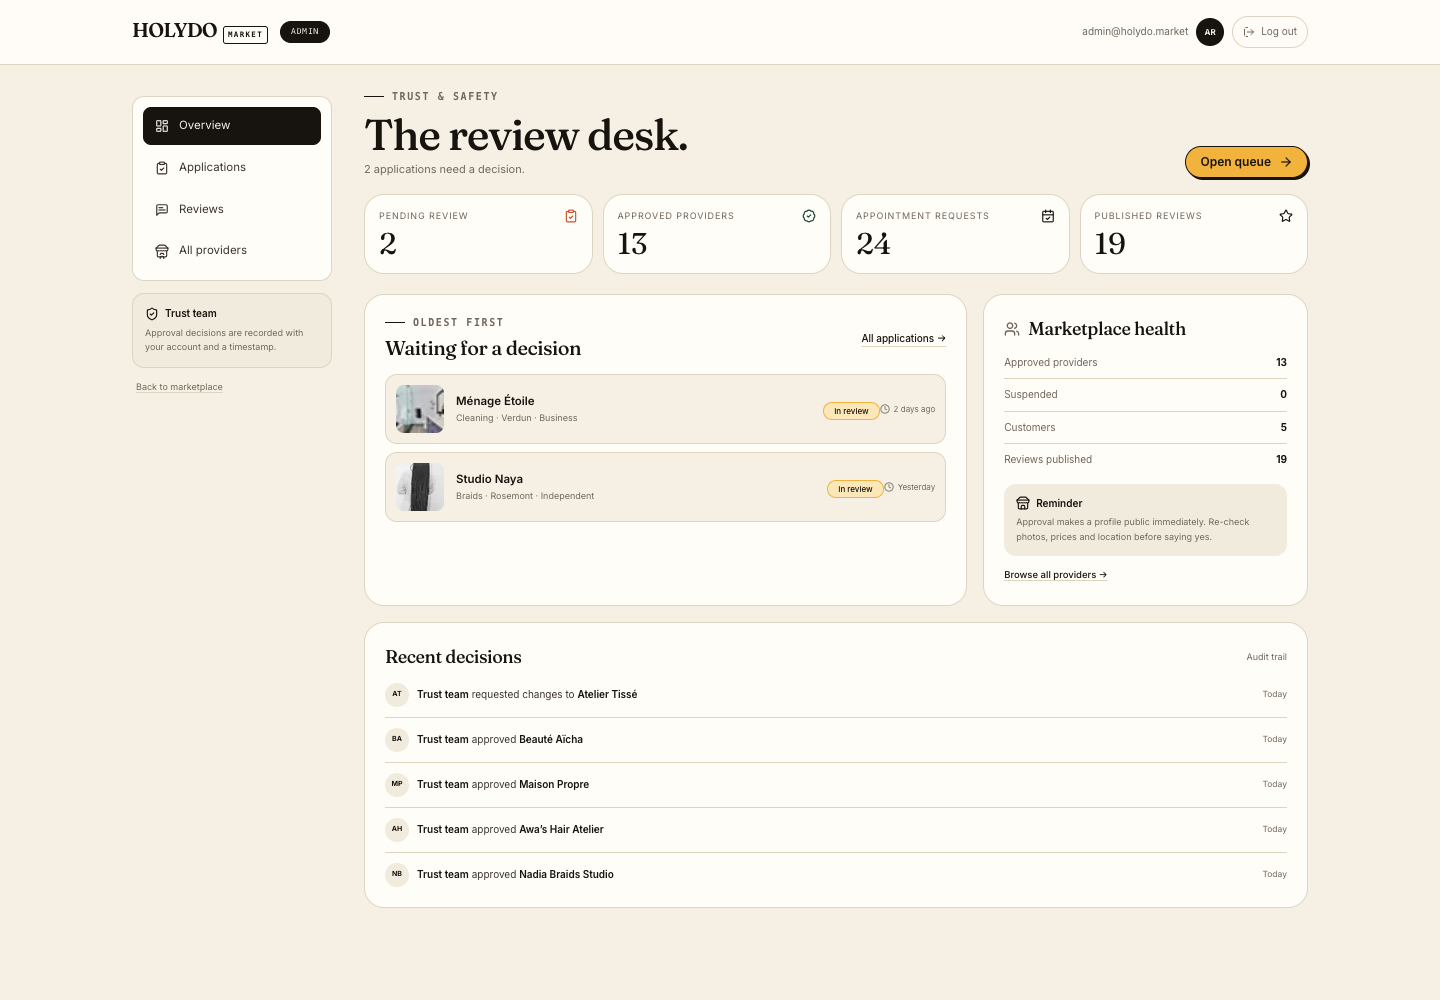 HOLYDO MARKET ADMIN
admin@holydo.market AR Log out
Overview
Applications
Reviews
All providers
Trust team
Approval decisions are recorded with
your account and a timestamp.
Back to marketplace
TRUST & SAFETY
The review desk.
2 applications need a decision.
Open queue →
PENDING REVIEW
2
APPROVED PROVIDERS
13
APPOINTMENT REQUESTS
24
PUBLISHED REVIEWS
19
OLDEST FIRST
Waiting for a decision
All applications →
Ménage Étoile
Cleaning · Verdun · Business
In review 2 days ago
Studio Naya
Braids · Rosemont · Independent
In review Yesterday
Marketplace health
Approved providers 13
Suspended 0
Customers 5
Reviews published 19
Reminder
Approval makes a profile public immediately. Re-check
photos, prices and location before saying yes.
Browse all providers →
Recent decisions
Audit trail
AT Trust team requested changes to Atelier Tissé Today
BA Trust team approved Beauté Aïcha Today
MP Trust team approved Maison Propre Today
AH Trust team approved Awa’s Hair Atelier Today
NB Trust team approved Nadia Braids Studio Today